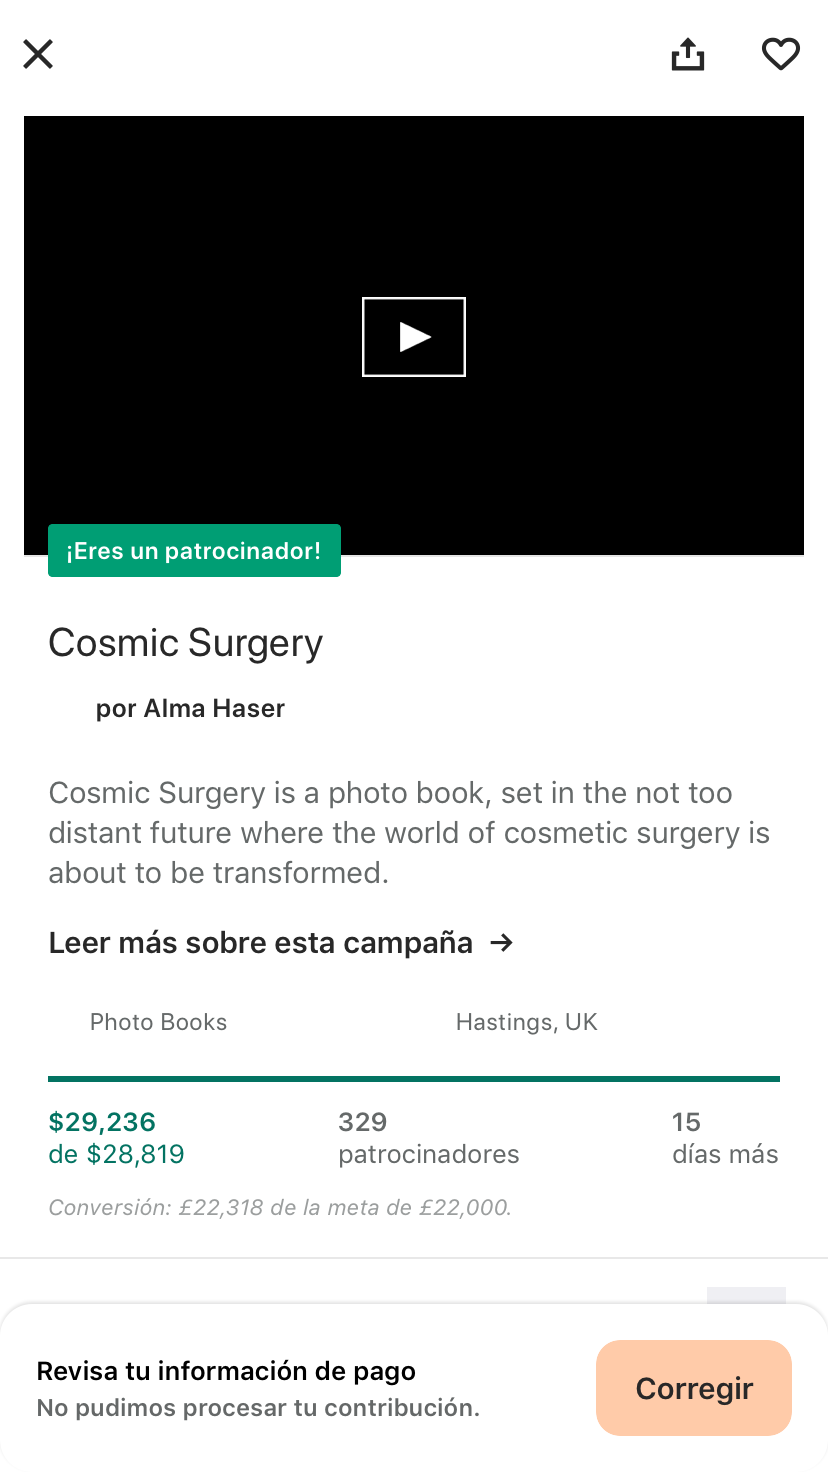 ¡Eres un patrocinador!
Cosmic Surgery
por Alma Haser
Cosmic Surgery is a photo book, set in the not too
distant future where the world of cosmetic surgery is
about to be transformed.
Leer más sobre esta campaña →
Photo Books
Hastings, UK
$29,236
de $28,819
329
patrocinadores
15
días más
Conversión: £22,318 de la meta de £22,000.
Revisa tu información de pago
No pudimos procesar tu contribución.
Corregir